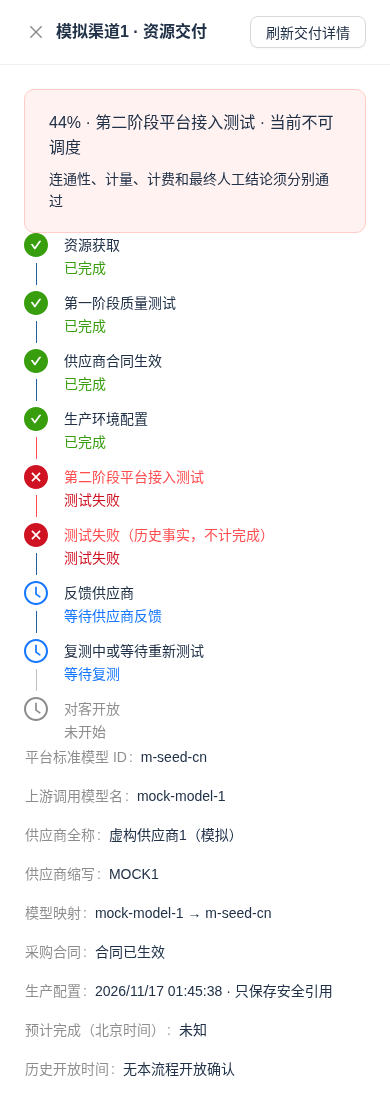 模拟渠道1 · 资源交付
刷新交付详情
44% · 第二阶段平台接入测试 · 当前不可
调度
连通性、计量、计费和最终人工结论须分别通
过
资源获取
已完成
第一阶段质量测试
已完成
供应商合同生效
已完成
生产环境配置
已完成
第二阶段平台接入测试
测试失败
测试失败（历史事实，不计完成）
测试失败
反馈供应商
等待供应商反馈
复测中或等待重新测试
等待复测
对客开放
未开始
平台标准模型 ID： m-seed-cn
上游调用模型名： mock-model-1
供应商全称： 虚构供应商1（模拟）
供应商缩写： MOCK1
模型映射： mock-model-1 → m-seed-cn
采购合同： 合同已生效
生产配置： 2026/11/17 01:45:38 · 只保存安全引用
预计完成（北京时间）： 未知
历史开放时间： 无本流程开放确认